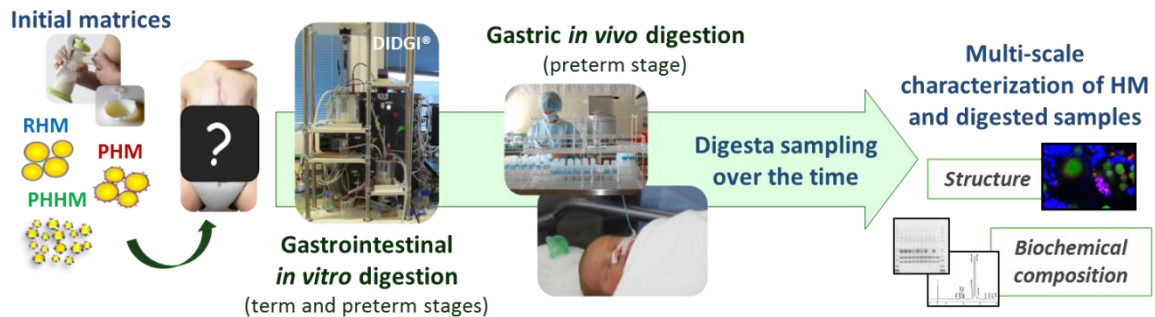 Initial matrices
RHM
PHM
PHHM
?
DIDGI®
Gastrointestinal
in vitro digestion
(term and preterm stages)
Gastric in vivo digestion
(preterm stage)
Digesta sampling
over the time
Multi-scale
characterization of HM
and digested samples
Structure
Biochemical
composition